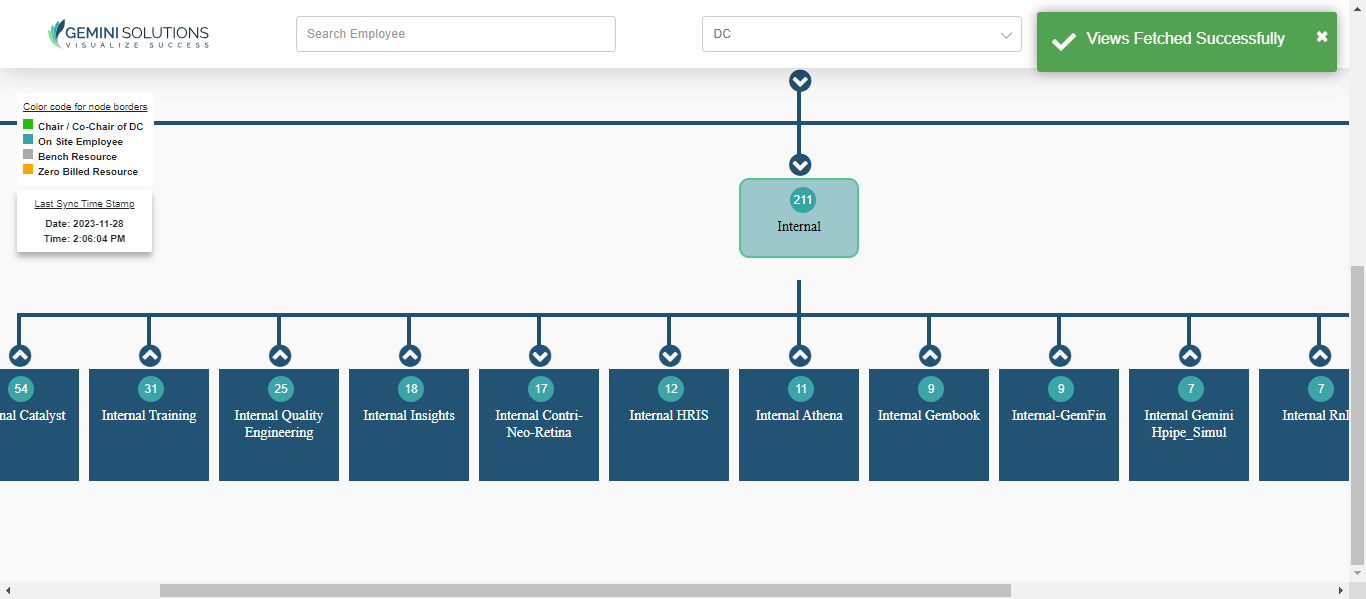 GEMINI SOLUTIONS
VISUALIZE SUCCESS
Search Employee
DC
Views Fetched Successfully
Color code for node borders
Chair / Co-Chair of DC
On Site Employee
Bench Resource
Zero Billed Resource
Last Sync Time Stamp
Date: 2023-11-28
Time: 2:06:04 PM
211
Internal
54
nal Catalyst
31
Internal Training
25
Internal Quality
Engineering
18
Internal Insights
17
Internal Contri-
Neo-Retina
12
Internal HRIS
11
Internal Athena
9
Internal Gembook
9
Internal-GemFin
7
Internal Gemini
Hpipe_Simul
7
Internal